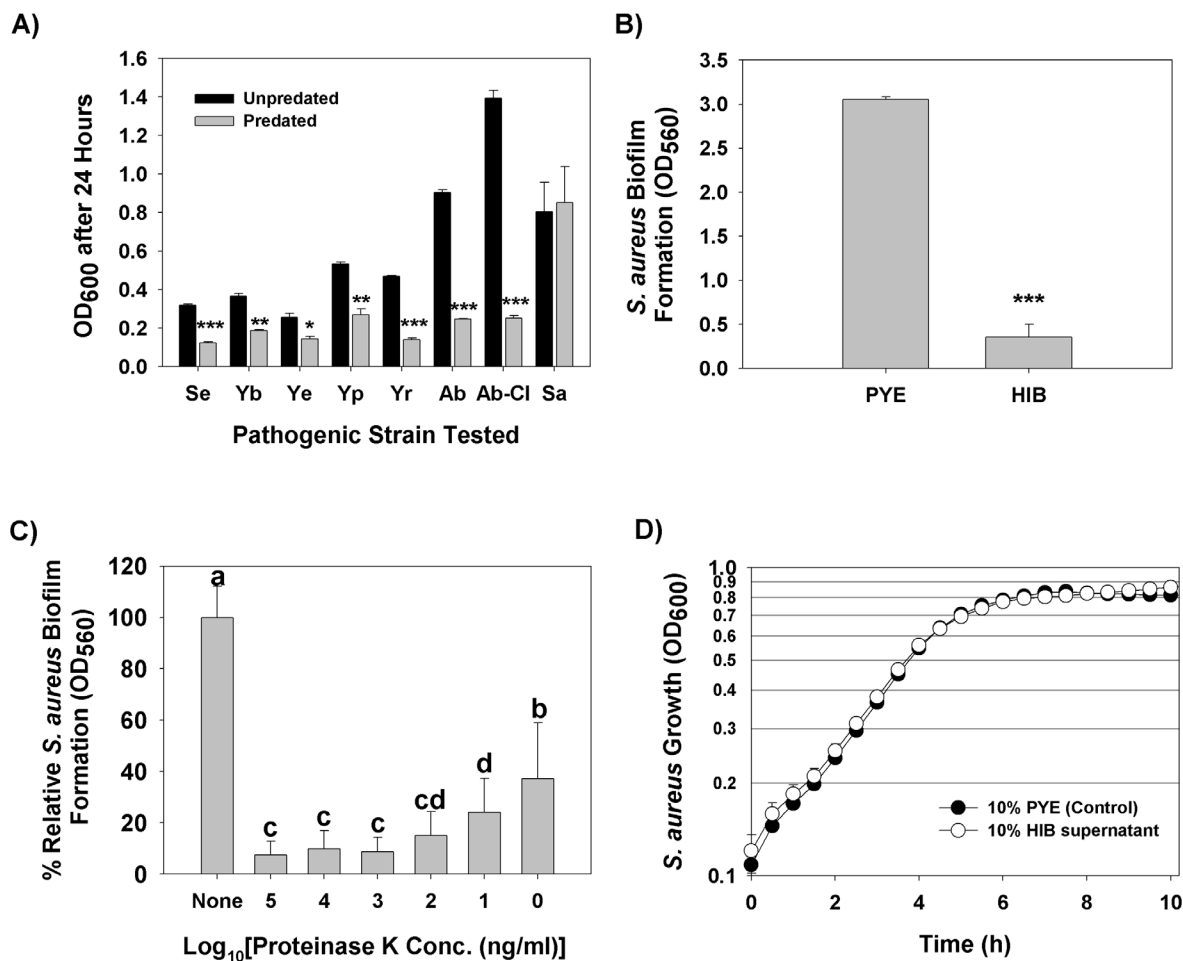 A)
OD600 after 24 Hours
1.6
1.4
1.2
1.0
0.8
0.6
0.4
0.2
0.0
Unpredated
Predated
***
**
*
**
***
***
***
Se Yb Ye Yp Yr Ab Ab-Cl Sa
Pathogenic Strain Tested
B)
S. aureus Biofilm
Formation (OD560)
3.5
3.0
2.5
2.0
1.5
1.0
0.5
0.0
***
PYE HIB
C)
% Relative S. aureus Biofilm
Formation (OD560)
120
100
80
60
40
20
0
a
c
c
c
cd
d
b
None 5 4 3 2 1 0
Log10[Proteinase K Conc. (ng/ml)]
D)
S. aureus Growth (OD600)
1.0
0.9
0.8
0.7
0.6
0.5
0.4
0.3
0.2
0.1
10% PYE (Control)
10% HIB supernatant
0 2 4 6 8 10
Time (h)